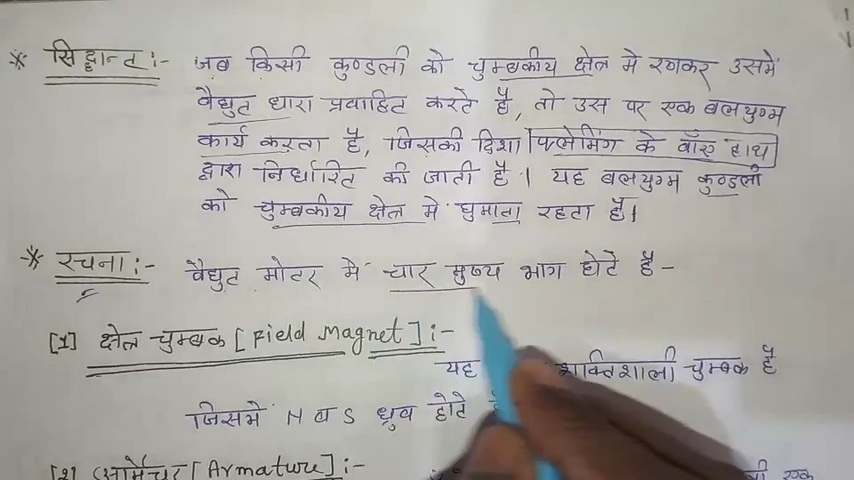 * सिद्धान्त :- जब किसी कुण्डली को चुम्बकीय क्षेत्र मे रखकर उसमें
वैद्युत धारा प्रवाहित करते है, तो उस पर एक बलयुग्म
कार्य करता है, जिसकी दिशा फ्लेमिंग के बाँए हाथ
द्वारा निर्धारित की जाती है। यह बलयुग्म कुण्डली
को चुम्बकीय क्षेत्र मे घुमाता रहता है।
* रचना :- वैद्युत मोटर मे चार मुख्य भाग होते है -
[1] क्षेत्र चुम्बक [Field Magnet] :-
यह शक्तिशाली चुम्बक है
जिसमे N व S ध्रुव होते
[2] आर्मेचर [Armature] :-